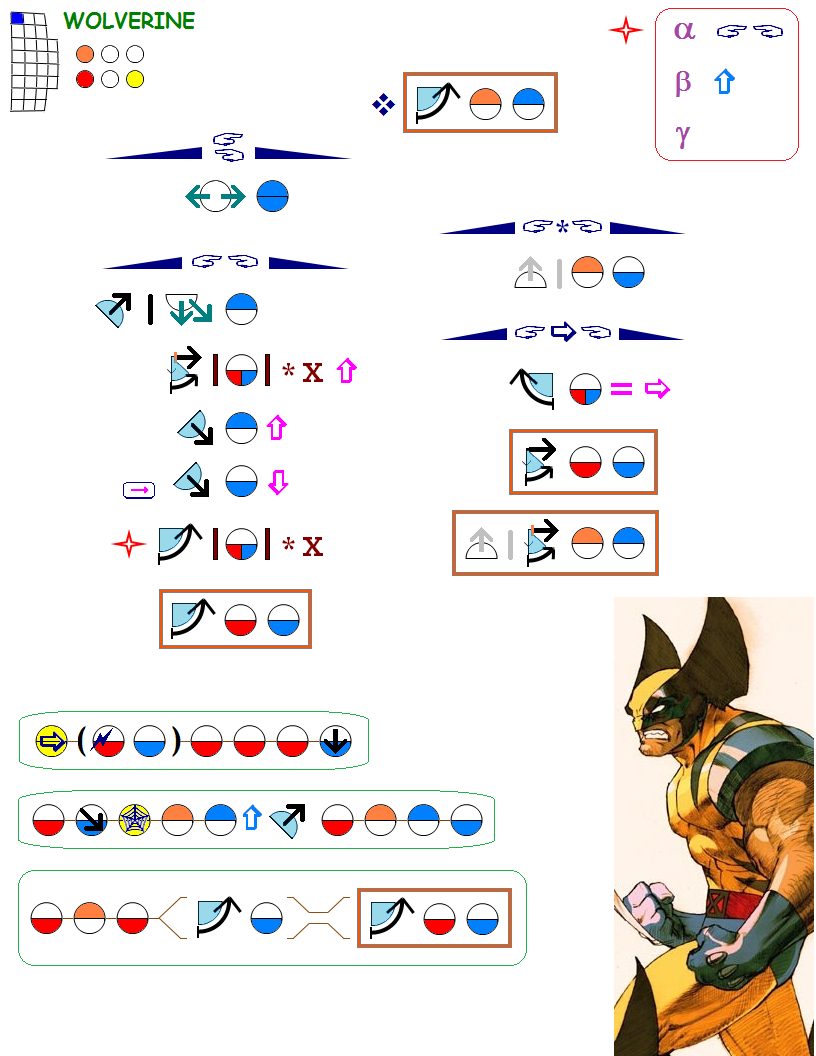 WOLVERINE
α
β
γ
*
| | * x
| | * x
=
( )